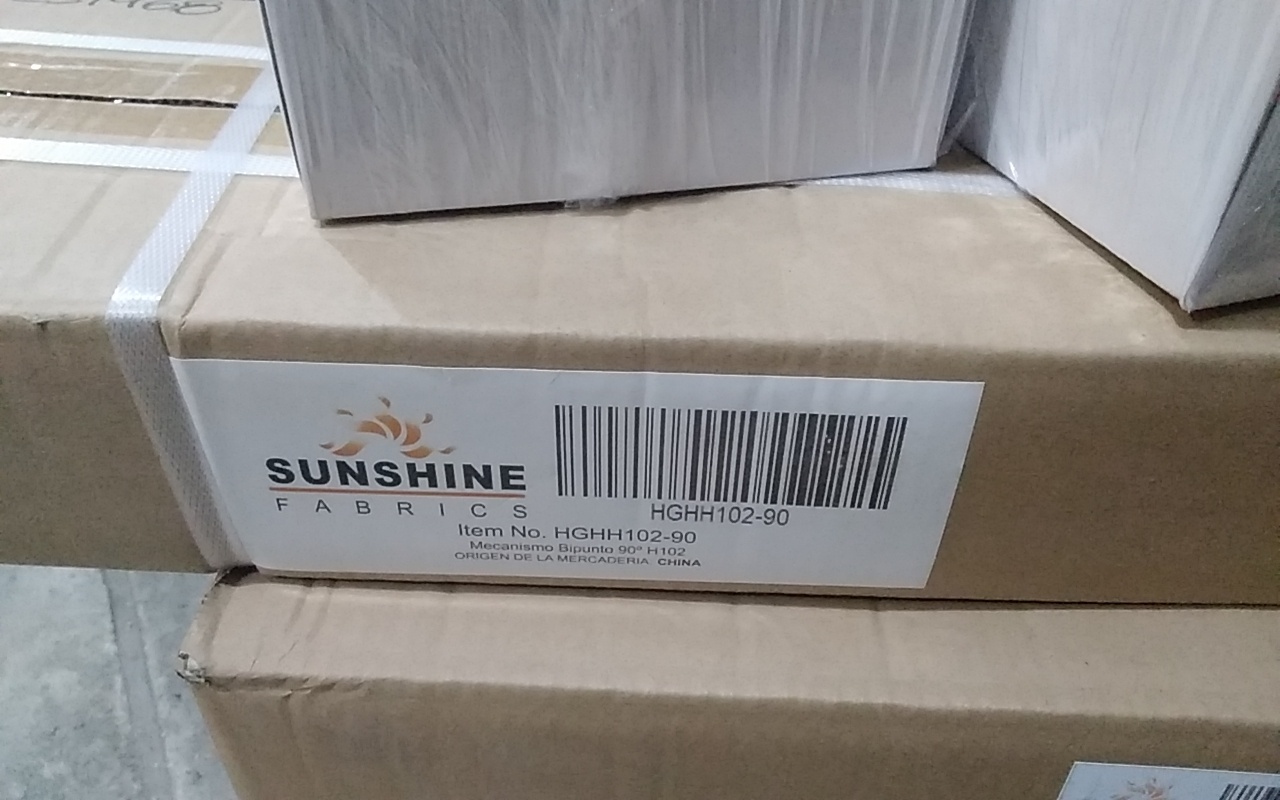 SUNSHINE
FABRICS
HGHH102-90
Item No. HGHH102-90
Mecanismo Bipunto 90º H102
ORIGEN DE LA MERCADERIA. CHINA